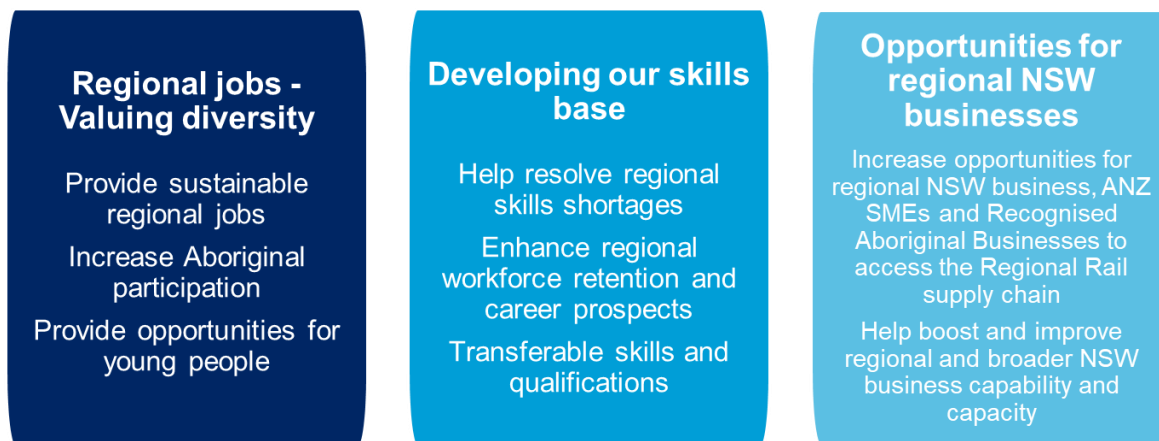 Regional jobs -
Valuing diversity
Provide sustainable
regional jobs
Increase Aboriginal
participation
Provide opportunities for
young people
Developing our skills
base
Help resolve regional
skills shortages
Enhance regional
workforce retention and
career prospects
Transferable skills and
qualifications
Opportunities for
regional NSW
businesses
Increase opportunities for
regional NSW business, ANZ
SMEs and Recognised
Aboriginal Businesses to
access the Regional Rail
supply chain
Help boost and improve
regional and broader NSW
business capability and
capacity